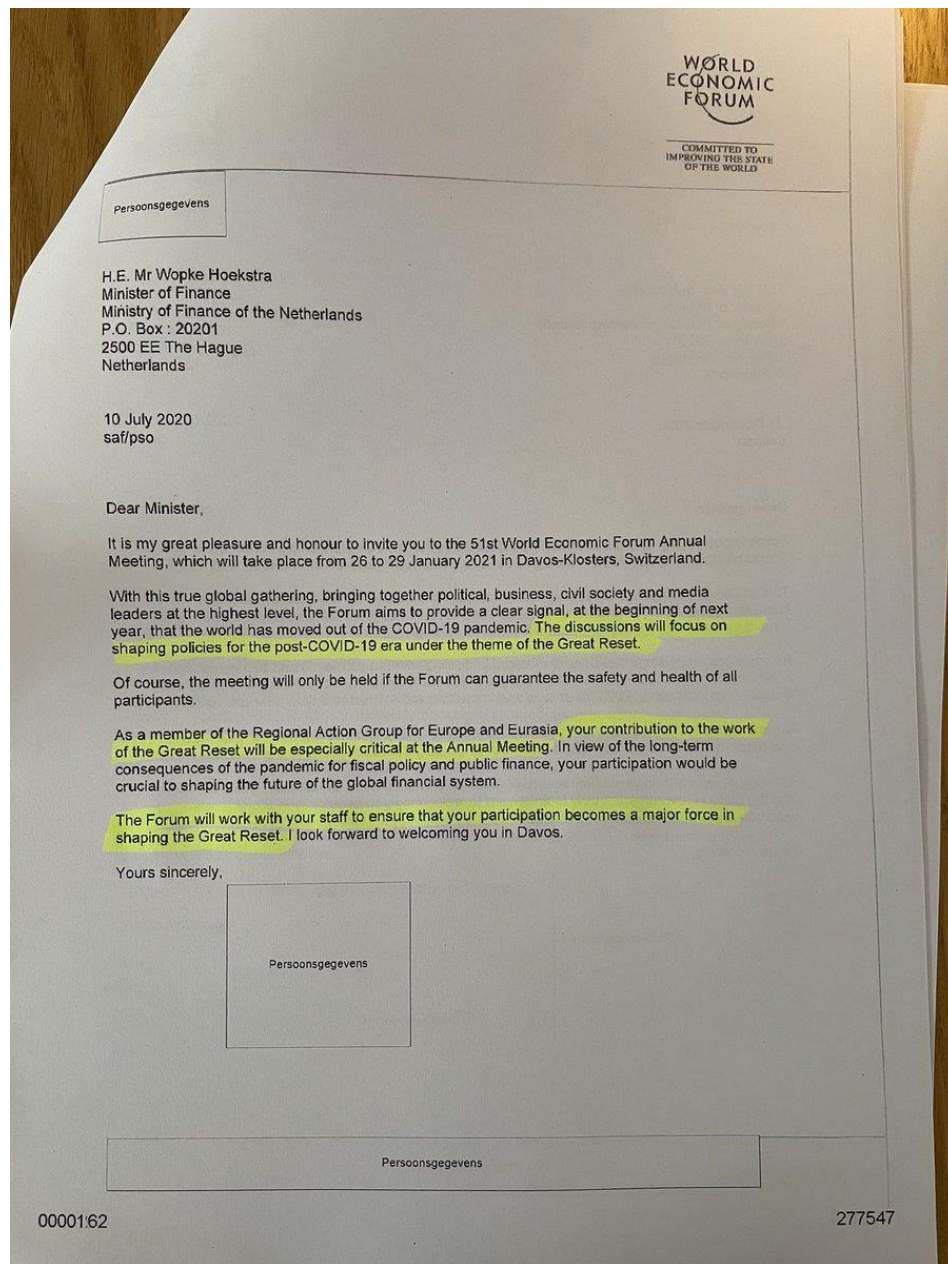 WORLD
ECONOMIC
FORUM
COMMITTED TO
IMPROVING THE STATE
OF THE WORLD
Persoonsgegevens
H.E. Mr Wopke Hoekstra
Minister of Finance
Ministry of Finance of the Netherlands
P.O. Box : 20201
2500 EE The Hague
Netherlands
10 July 2020
saf/pso
Dear Minister,
It is my great pleasure and honour to invite you to the 51st World Economic Forum Annual
Meeting, which will take place from 26 to 29 January 2021 in Davos-Klosters, Switzerland.
With this true global gathering, bringing together political, business, civil society and media
leaders at the highest level, the Forum aims to provide a clear signal, at the beginning of next
year, that the world has moved out of the COVID-19 pandemic. The discussions will focus on
shaping policies for the post-COVID-19 era under the theme of the Great Reset.
Of course, the meeting will only be held if the Forum can guarantee the safety and health of all
participants.
As a member of the Regional Action Group for Europe and Eurasia, your contribution to the work
of the Great Reset will be especially critical at the Annual Meeting. In view of the long-term
consequences of the pandemic for fiscal policy and public finance, your participation would be
crucial to shaping the future of the global financial system.
The Forum will work with your staff to ensure that your participation becomes a major force in
shaping the Great Reset. I look forward to welcoming you in Davos.
Yours sincerely,
Persoonsgegevens
Persoonsgegevens
00001162
277547